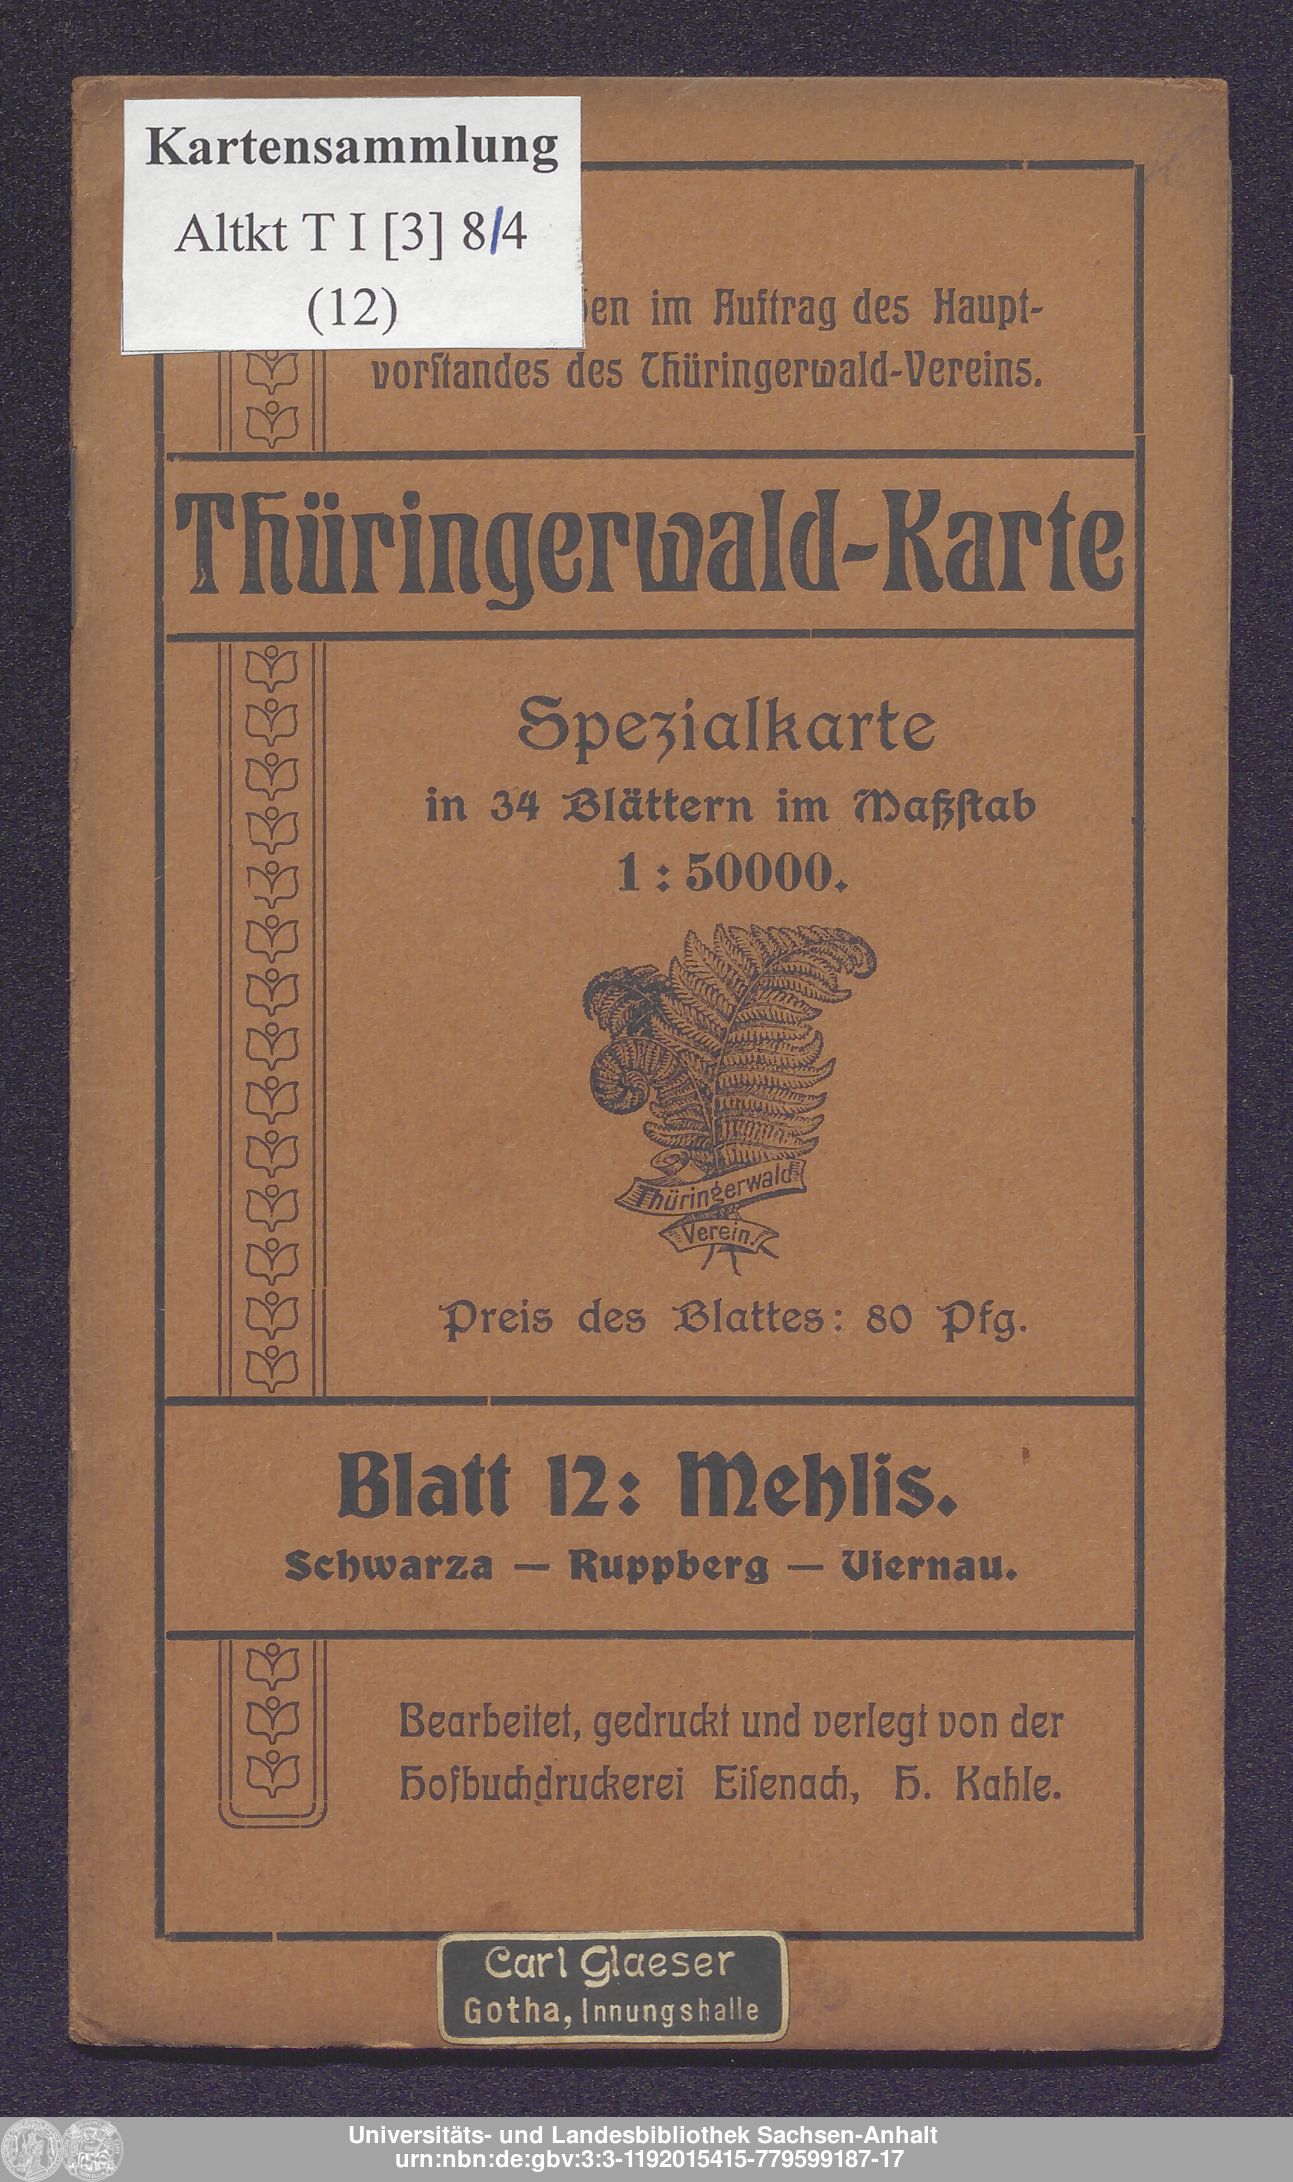 Kartensammlung
Altkt T I [3] 8/4
(12)
im Auftrag des Haupt-
vorſtandes des Thüringerwald-Vereins.
Thüringerwald-Karte
Spezialkarte
in 34 Blättern im Maßſtab
1 : 50000.
Thüringerwald
Verein.
Preis des Blattes: 80 Pfg.
Blatt 12: Mehlis.
Schwarza — Ruppberg — Viernau.
Bearbeitet, gedruckt und verlegt von der
Hofbuchdruckerei Eiſenach, H. Kahle.
Carl Glaeser
Gotha, Innungshalle
Universitäts- und Landesbibliothek Sachsen-Anhalt
urn:nbn:de:gbv:3:3-1192015415-779599187-17